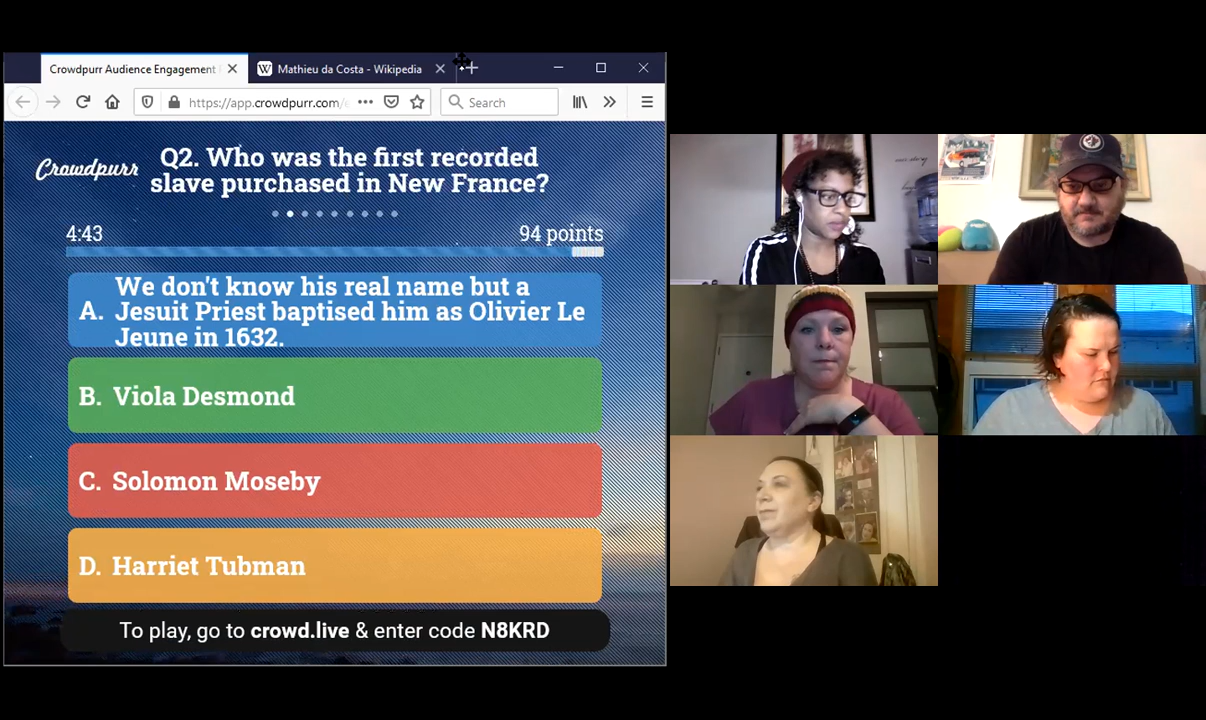 Crowdpurr Audience Engagement
Mathieu da Costa - Wikipedia
https://app.crowdpurr.com/
Search
Crowdpurr
Q2. Who was the first recorded
slave purchased in New France?
4:43
94 points
A. We don't know his real name but a
Jesuit Priest baptised him as Olivier Le
Jeune in 1632.
B. Viola Desmond
C. Solomon Moseby
D. Harriet Tubman
To play, go to crowd.live & enter code N8KRD